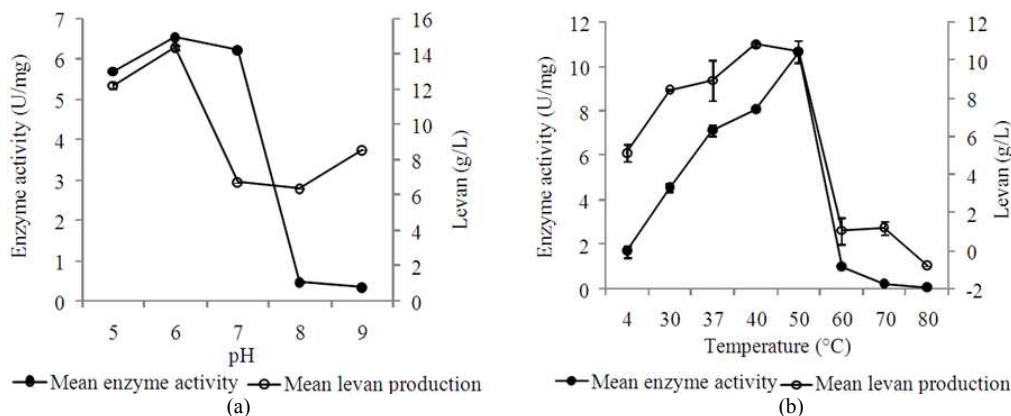 Enzyme activity (U/mg)
7
6
5
4
3
2
1
0
16
14
12
10
8
6
4
2
0
Levan (g/L)
5 6 7 8 9
pH
Mean enzyme activity Mean levan production
(a)
Enzyme activity (U/mg)
12
10
8
6
4
2
0
12
10
8
6
4
2
0
-2
Levan (g/L)
4 30 37 40 50 60 70 80
Temperature (°C)
Mean enzyme activity Mean levan production
(b)